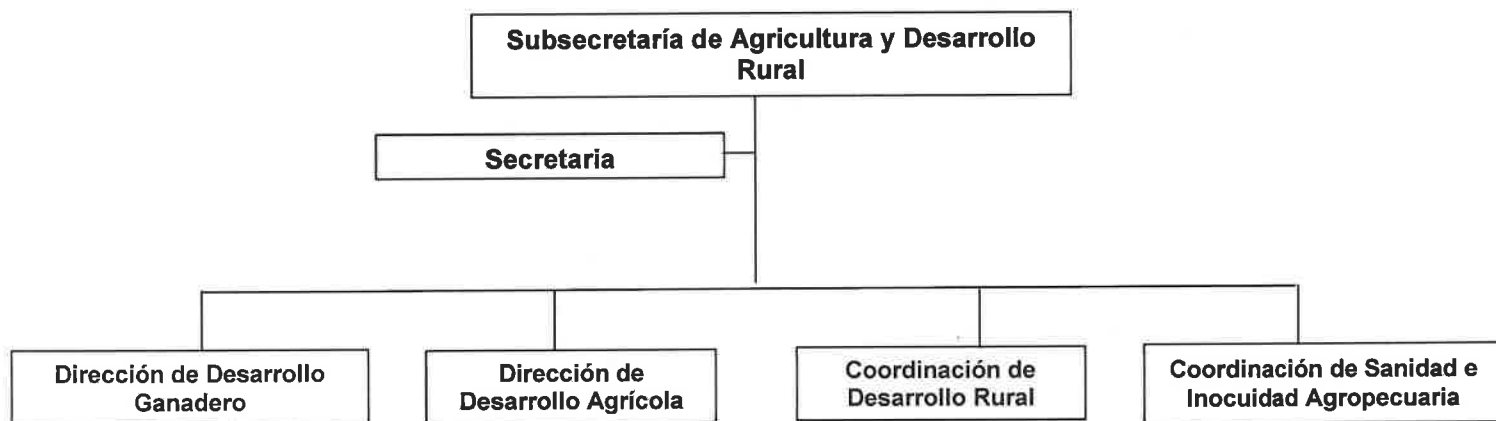 Subsecretaría de Agricultura y Desarrollo
Rural
Secretaria
Dirección de Desarrollo
Ganadero
Dirección de
Desarrollo Agrícola
Coordinación de
Desarrollo Rural
Coordinación de Sanidad e
Inocuidad Agropecuaria